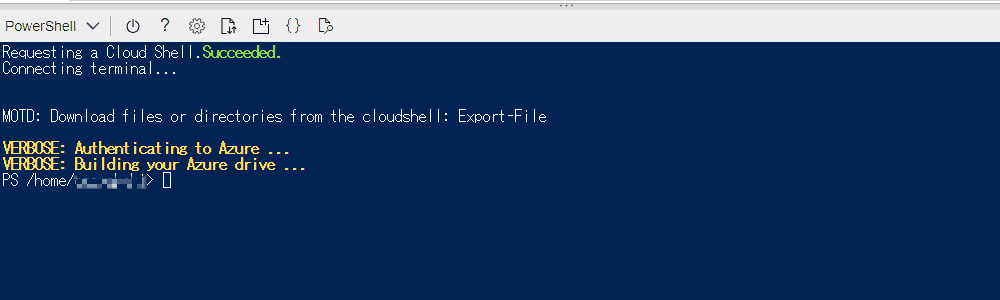 PowerShell
Requesting a Cloud Shell.Succeeded.
Connecting terminal...
MOTD: Download files or directories from the cloudshell: Export-File
VERBOSE: Authenticating to Azure ...
VERBOSE: Building your Azure drive ...
PS /home/